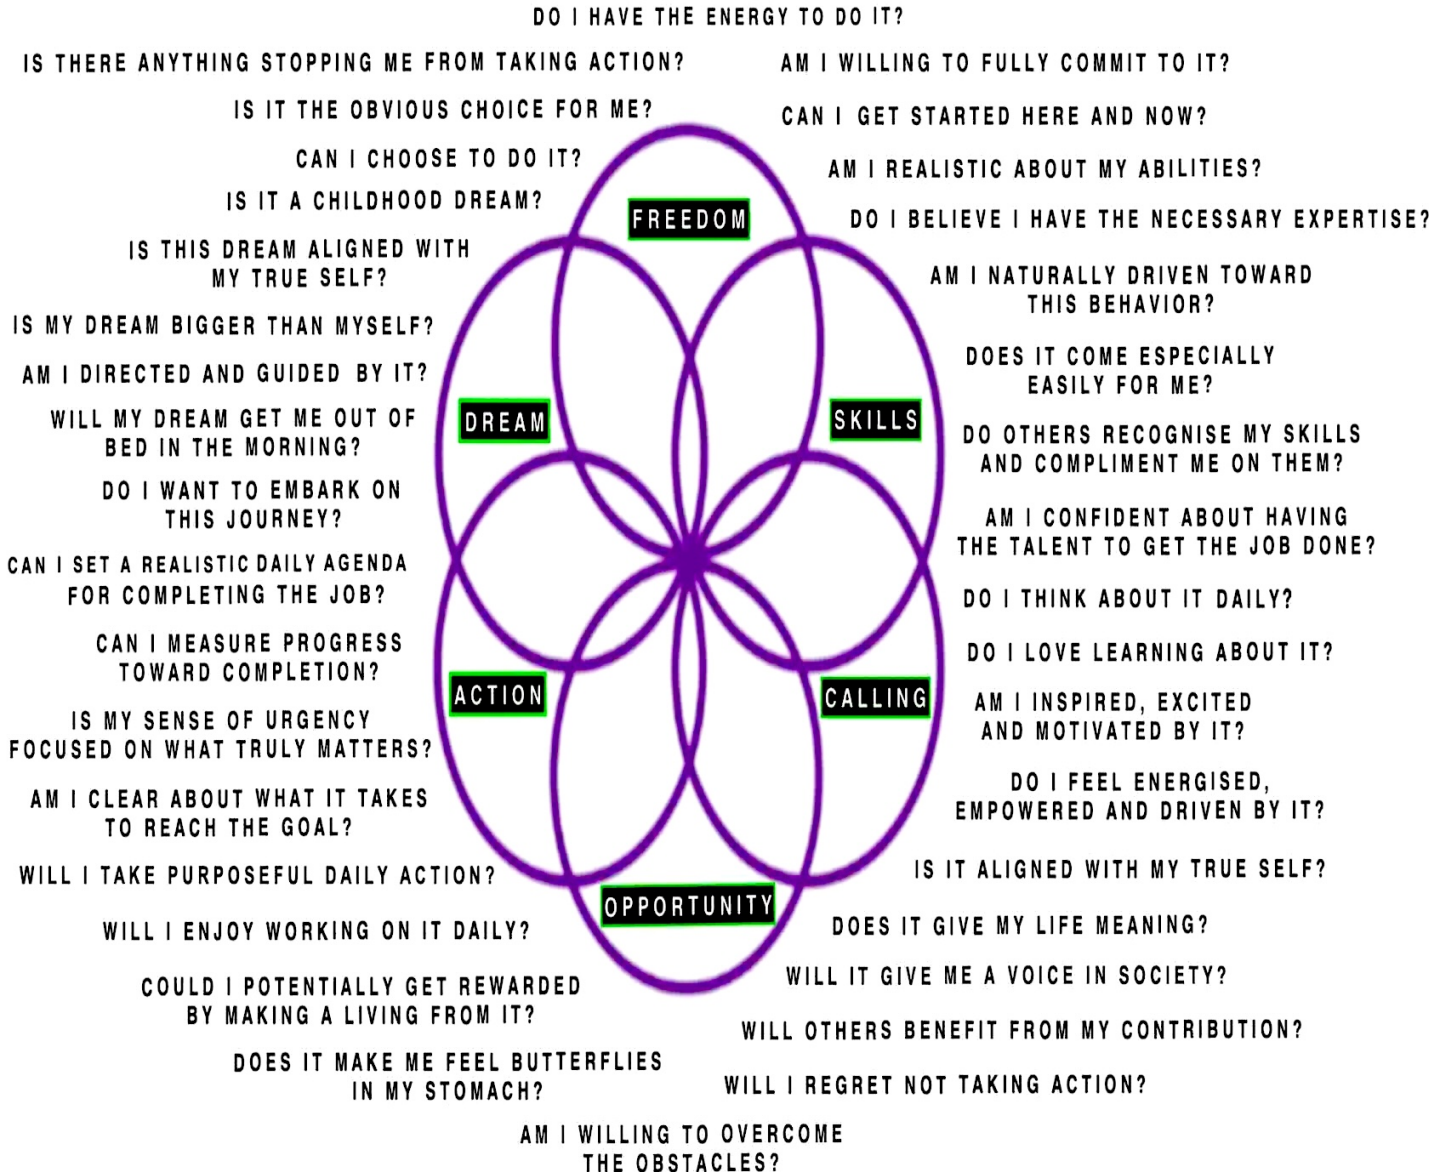 DO I HAVE THE ENERGY TO DO IT?
IS THERE ANYTHING STOPPING ME FROM TAKING ACTION?
AM I WILLING TO FULLY COMMIT TO IT?
IS IT THE OBVIOUS CHOICE FOR ME?
CAN I GET STARTED HERE AND NOW?
CAN I CHOOSE TO DO IT?
AM I REALISTIC ABOUT MY ABILITIES?
IS IT A CHILDHOOD DREAM?
FREEDOM
DO I BELIEVE I HAVE THE NECESSARY EXPERTISE?
IS THIS DREAM ALIGNED WITH
MY TRUE SELF?
AM I NATURALLY DRIVEN TOWARD
THIS BEHAVIOR?
IS MY DREAM BIGGER THAN MYSELF?
DOES IT COME ESPECIALLY
EASILY FOR ME?
AM I DIRECTED AND GUIDED BY IT?
WILL MY DREAM GET ME OUT OF
BED IN THE MORNING?
DREAM
SKILLS
DO OTHERS RECOGNISE MY SKILLS
AND COMPLIMENT ME ON THEM?
DO I WANT TO EMBARK ON
THIS JOURNEY?
AM I CONFIDENT ABOUT HAVING
THE TALENT TO GET THE JOB DONE?
CAN I SET A REALISTIC DAILY AGENDA
FOR COMPLETING THE JOB?
DO I THINK ABOUT IT DAILY?
CAN I MEASURE PROGRESS
TOWARD COMPLETION?
DO I LOVE LEARNING ABOUT IT?
ACTION
CALLING
AM I INSPIRED, EXCITED
AND MOTIVATED BY IT?
IS MY SENSE OF URGENCY
FOCUSED ON WHAT TRULY MATTERS?
DO I FEEL ENERGISED,
EMPOWERED AND DRIVEN BY IT?
AM I CLEAR ABOUT WHAT IT TAKES
TO REACH THE GOAL?
WILL I TAKE PURPOSEFUL DAILY ACTION?
IS IT ALIGNED WITH MY TRUE SELF?
OPPORTUNITY
WILL I ENJOY WORKING ON IT DAILY?
DOES IT GIVE MY LIFE MEANING?
COULD I POTENTIALLY GET REWARDED
BY MAKING A LIVING FROM IT?
WILL IT GIVE ME A VOICE IN SOCIETY?
WILL OTHERS BENEFIT FROM MY CONTRIBUTION?
DOES IT MAKE ME FEEL BUTTERFLIES
IN MY STOMACH?
WILL I REGRET NOT TAKING ACTION?
AM I WILLING TO OVERCOME
THE OBSTACLES?